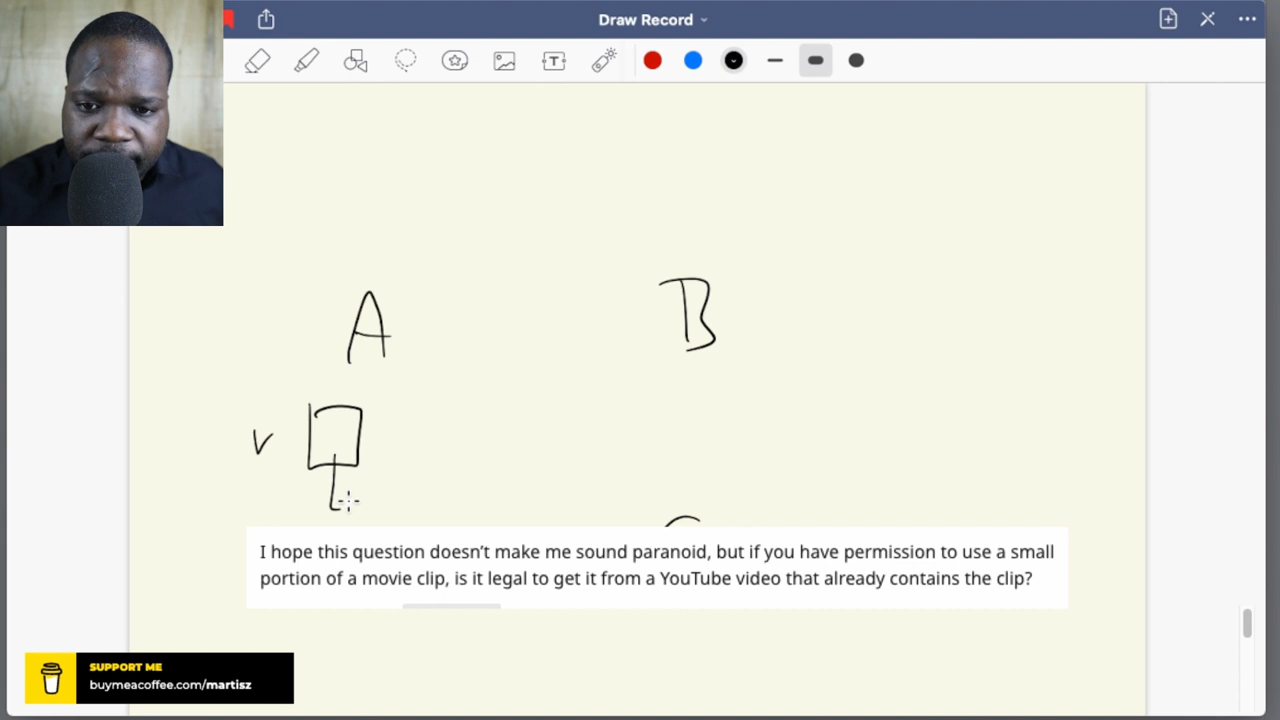 Draw Record
T
A
B
V
I hope this question doesn't make me sound paranoid, but if you have permission to use a small
portion of a movie clip, is it legal to get it from a YouTube video that already contains the clip?
SUPPORT ME
buymeacoffee.com/martisz